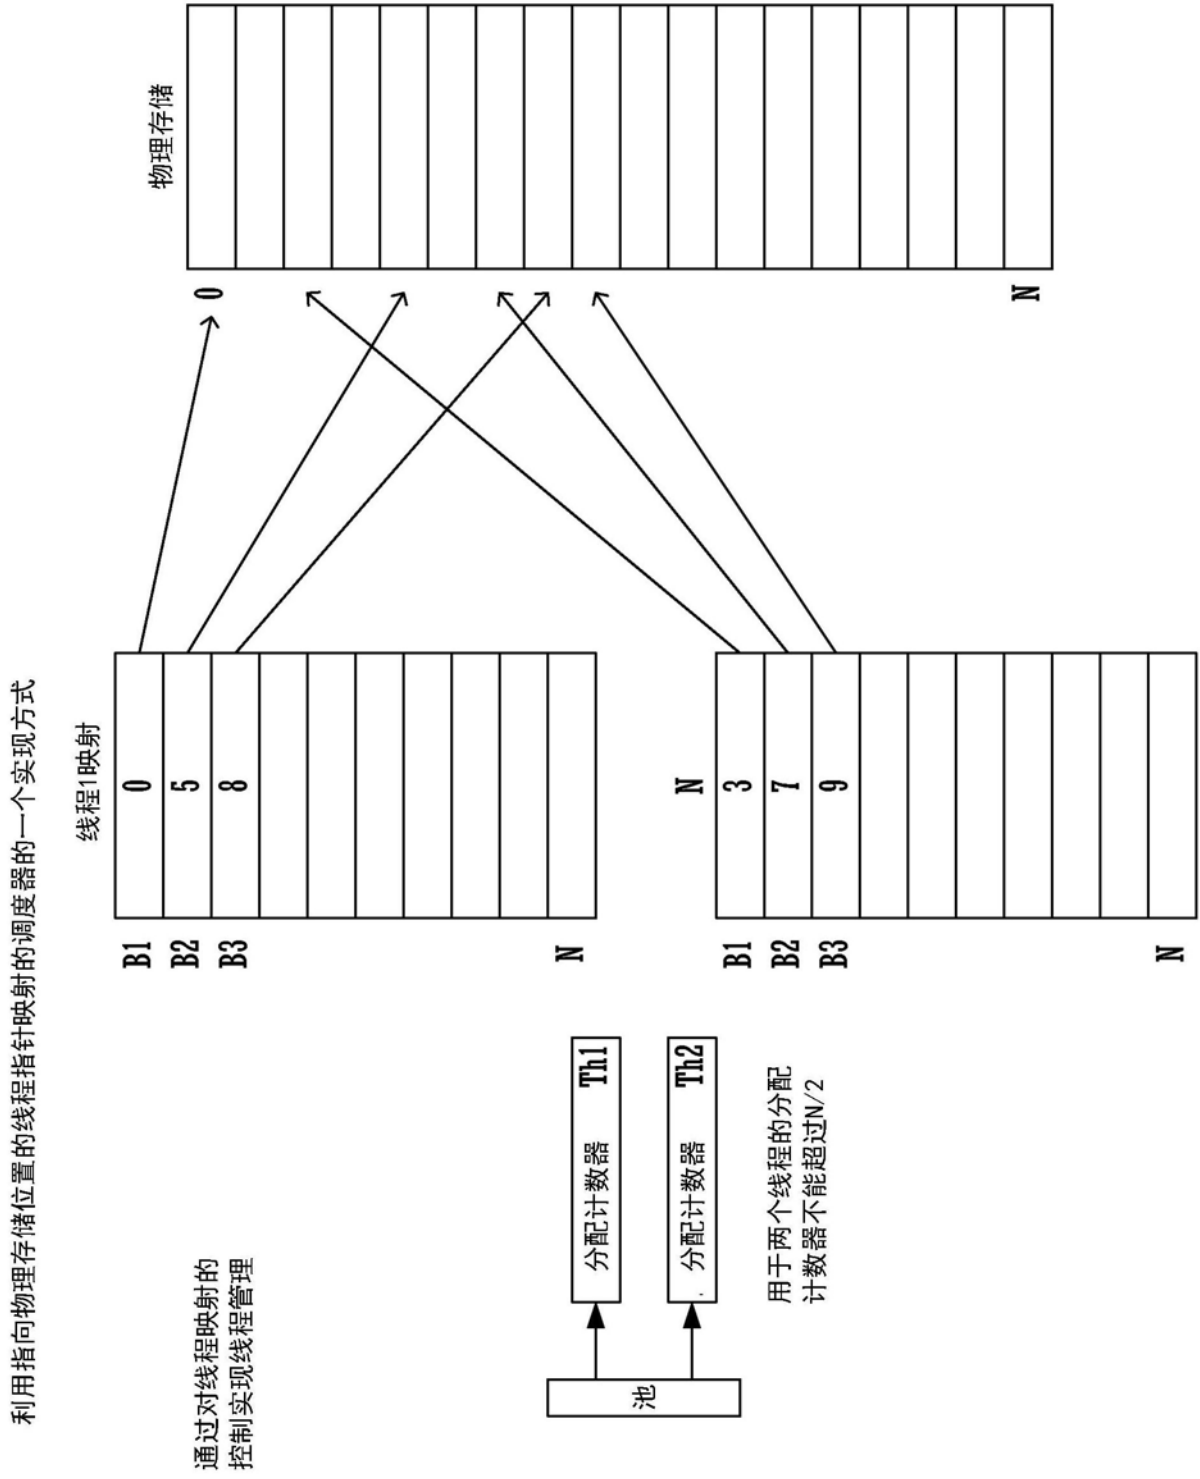 利用指向物理存储位置的线程指针映射的调度器的一个实现方式
线程1映射
物理存储
B1
0
0
B2
5
B3
8
N
N
通过对线程映射的
控制实现线程管理
池
分配计数器 Th1
分配计数器 Th2
用于两个线程的分配
计数器不能超过N/2
N
B1
3
B2
7
B3
9
N